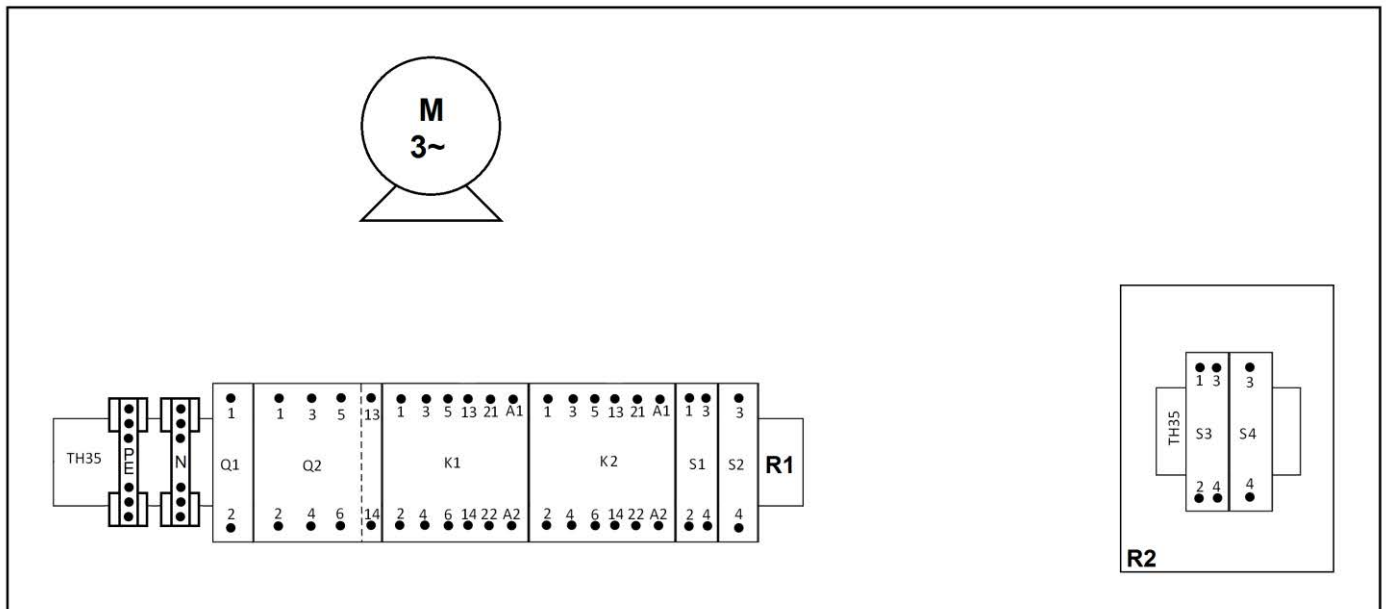 M
3~
1 1 3 5 13 1 3 5 13 21 A1 1 3 5 13 21 A1 1 3 3
TH35 PE N Q1 Q2 K1 K2 S1 S2 R1
2 2 4 6 14 2 4 6 14 22 A2 2 4 6 14 22 A2 2 4 4
1 3 3
TH35 S3 S4
2 4 4
R2